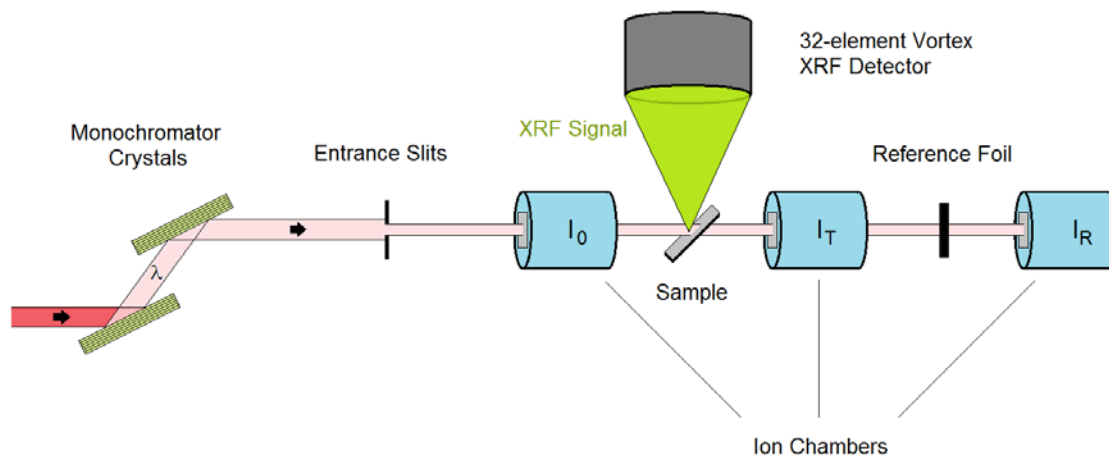 32-element Vortex
XRF Detector
XRF Signal
Monochromator
Crystals
Entrance Slits
Reference Foil
λ
I0
IT
IR
Sample
Ion Chambers